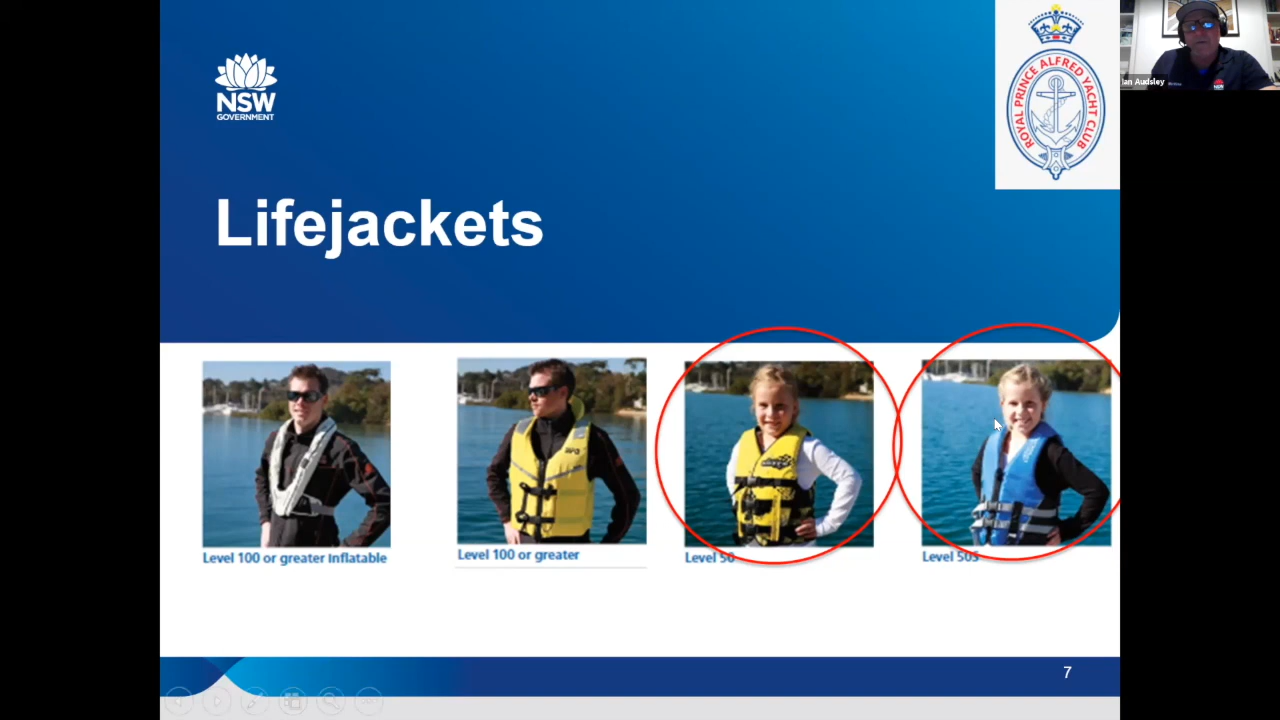 NSW
GOVERNMENT
ROYAL PRINCE ALFRED YACHT CLUB
Ian Audsley
Lifejackets
Level 100 or greater Inflatable
Level 100 or greater
Level 50
Level 50S
7